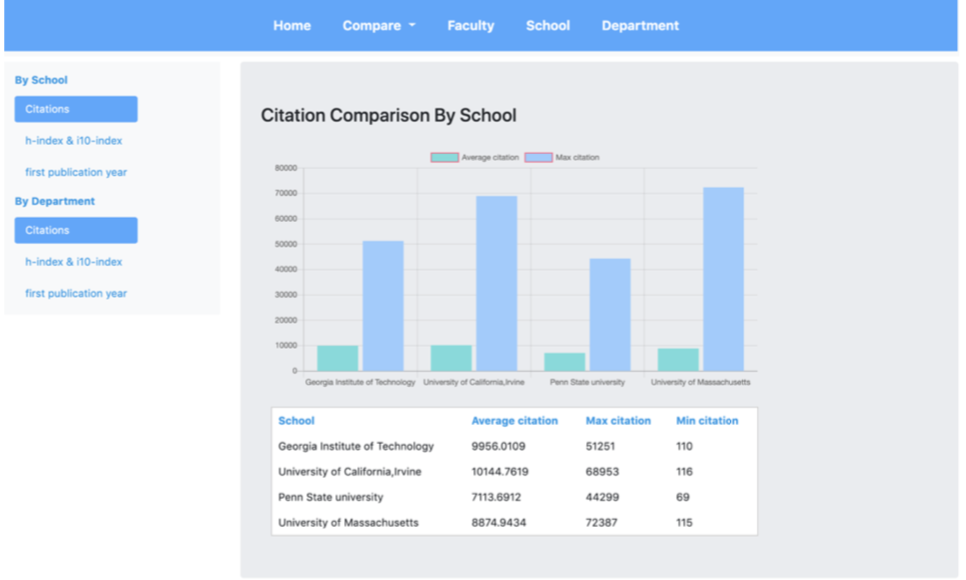 Home Compare Faculty School Department
By School
Citations
h-index & i10-index
first publication year
By Department
Citations
h-index & i10-index
first publication year
Citation Comparison By School
Average citation Max citation
80000
70000
60000
50000
40000
30000
20000
10000
0
Georgia Institute of Technology University of California,Irvine Penn State university University of Massachusetts
School Average citation Max citation Min citation
Georgia Institute of Technology 9956.0109 51251 110
University of California,Irvine 10144.7619 68953 116
Penn State university 7113.6912 44299 69
University of Massachusetts 8874.9434 72387 115